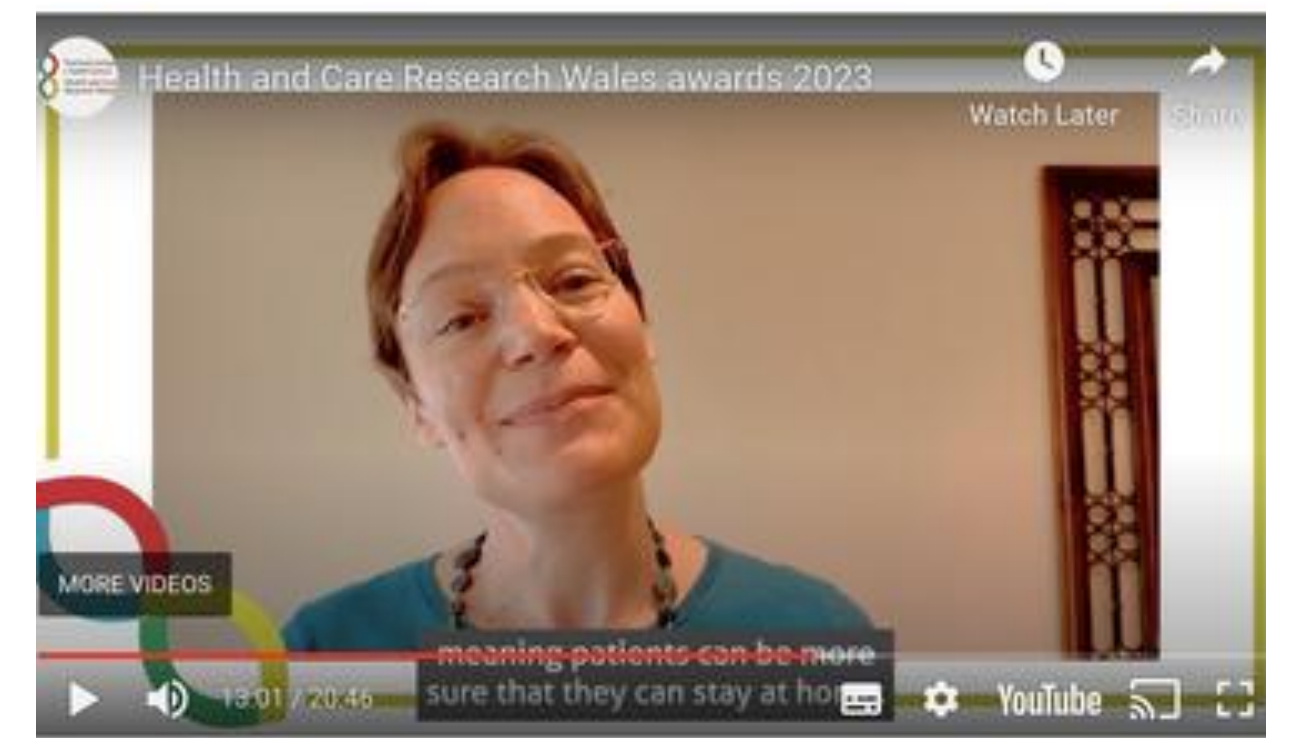 Health and Care Research Wales awards 2023
Watch Later
Share
MORE VIDEOS
meaning patients can be more
sure that they can stay at
13:01 / 20:46
YouTube